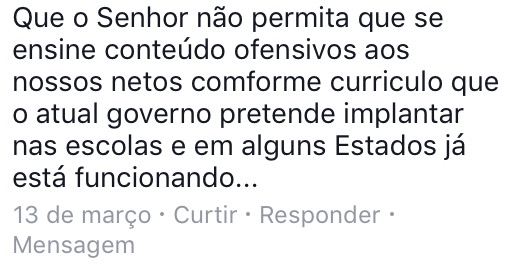 Que o Senhor não permita que se
ensine conteúdo ofensivos aos
nossos netos comforme curriculo que
o atual governo pretende implantar
nas escolas e em alguns Estados já
está funcionando...
13 de março · Curtir · Responder ·
Mensagem